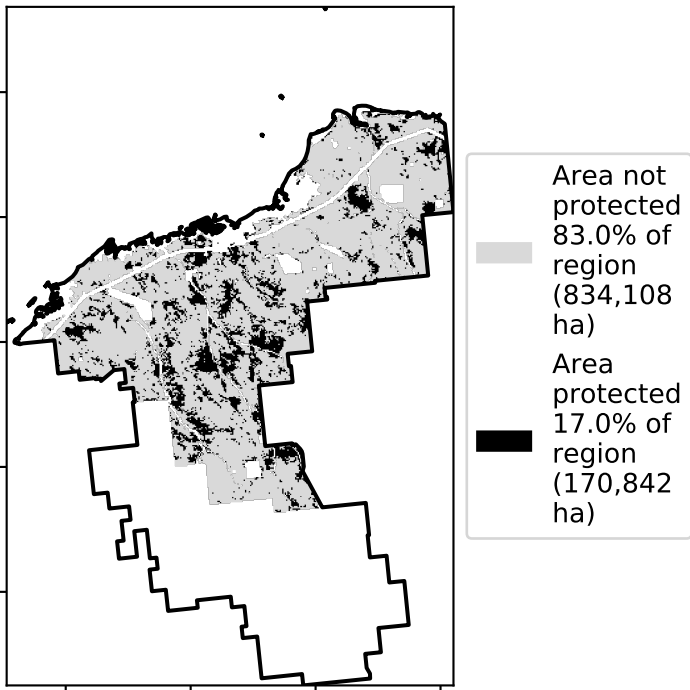 Area not
protected
83.0% of
region
(834,108
ha)
Area
protected
17.0% of
region
(170,842
ha)